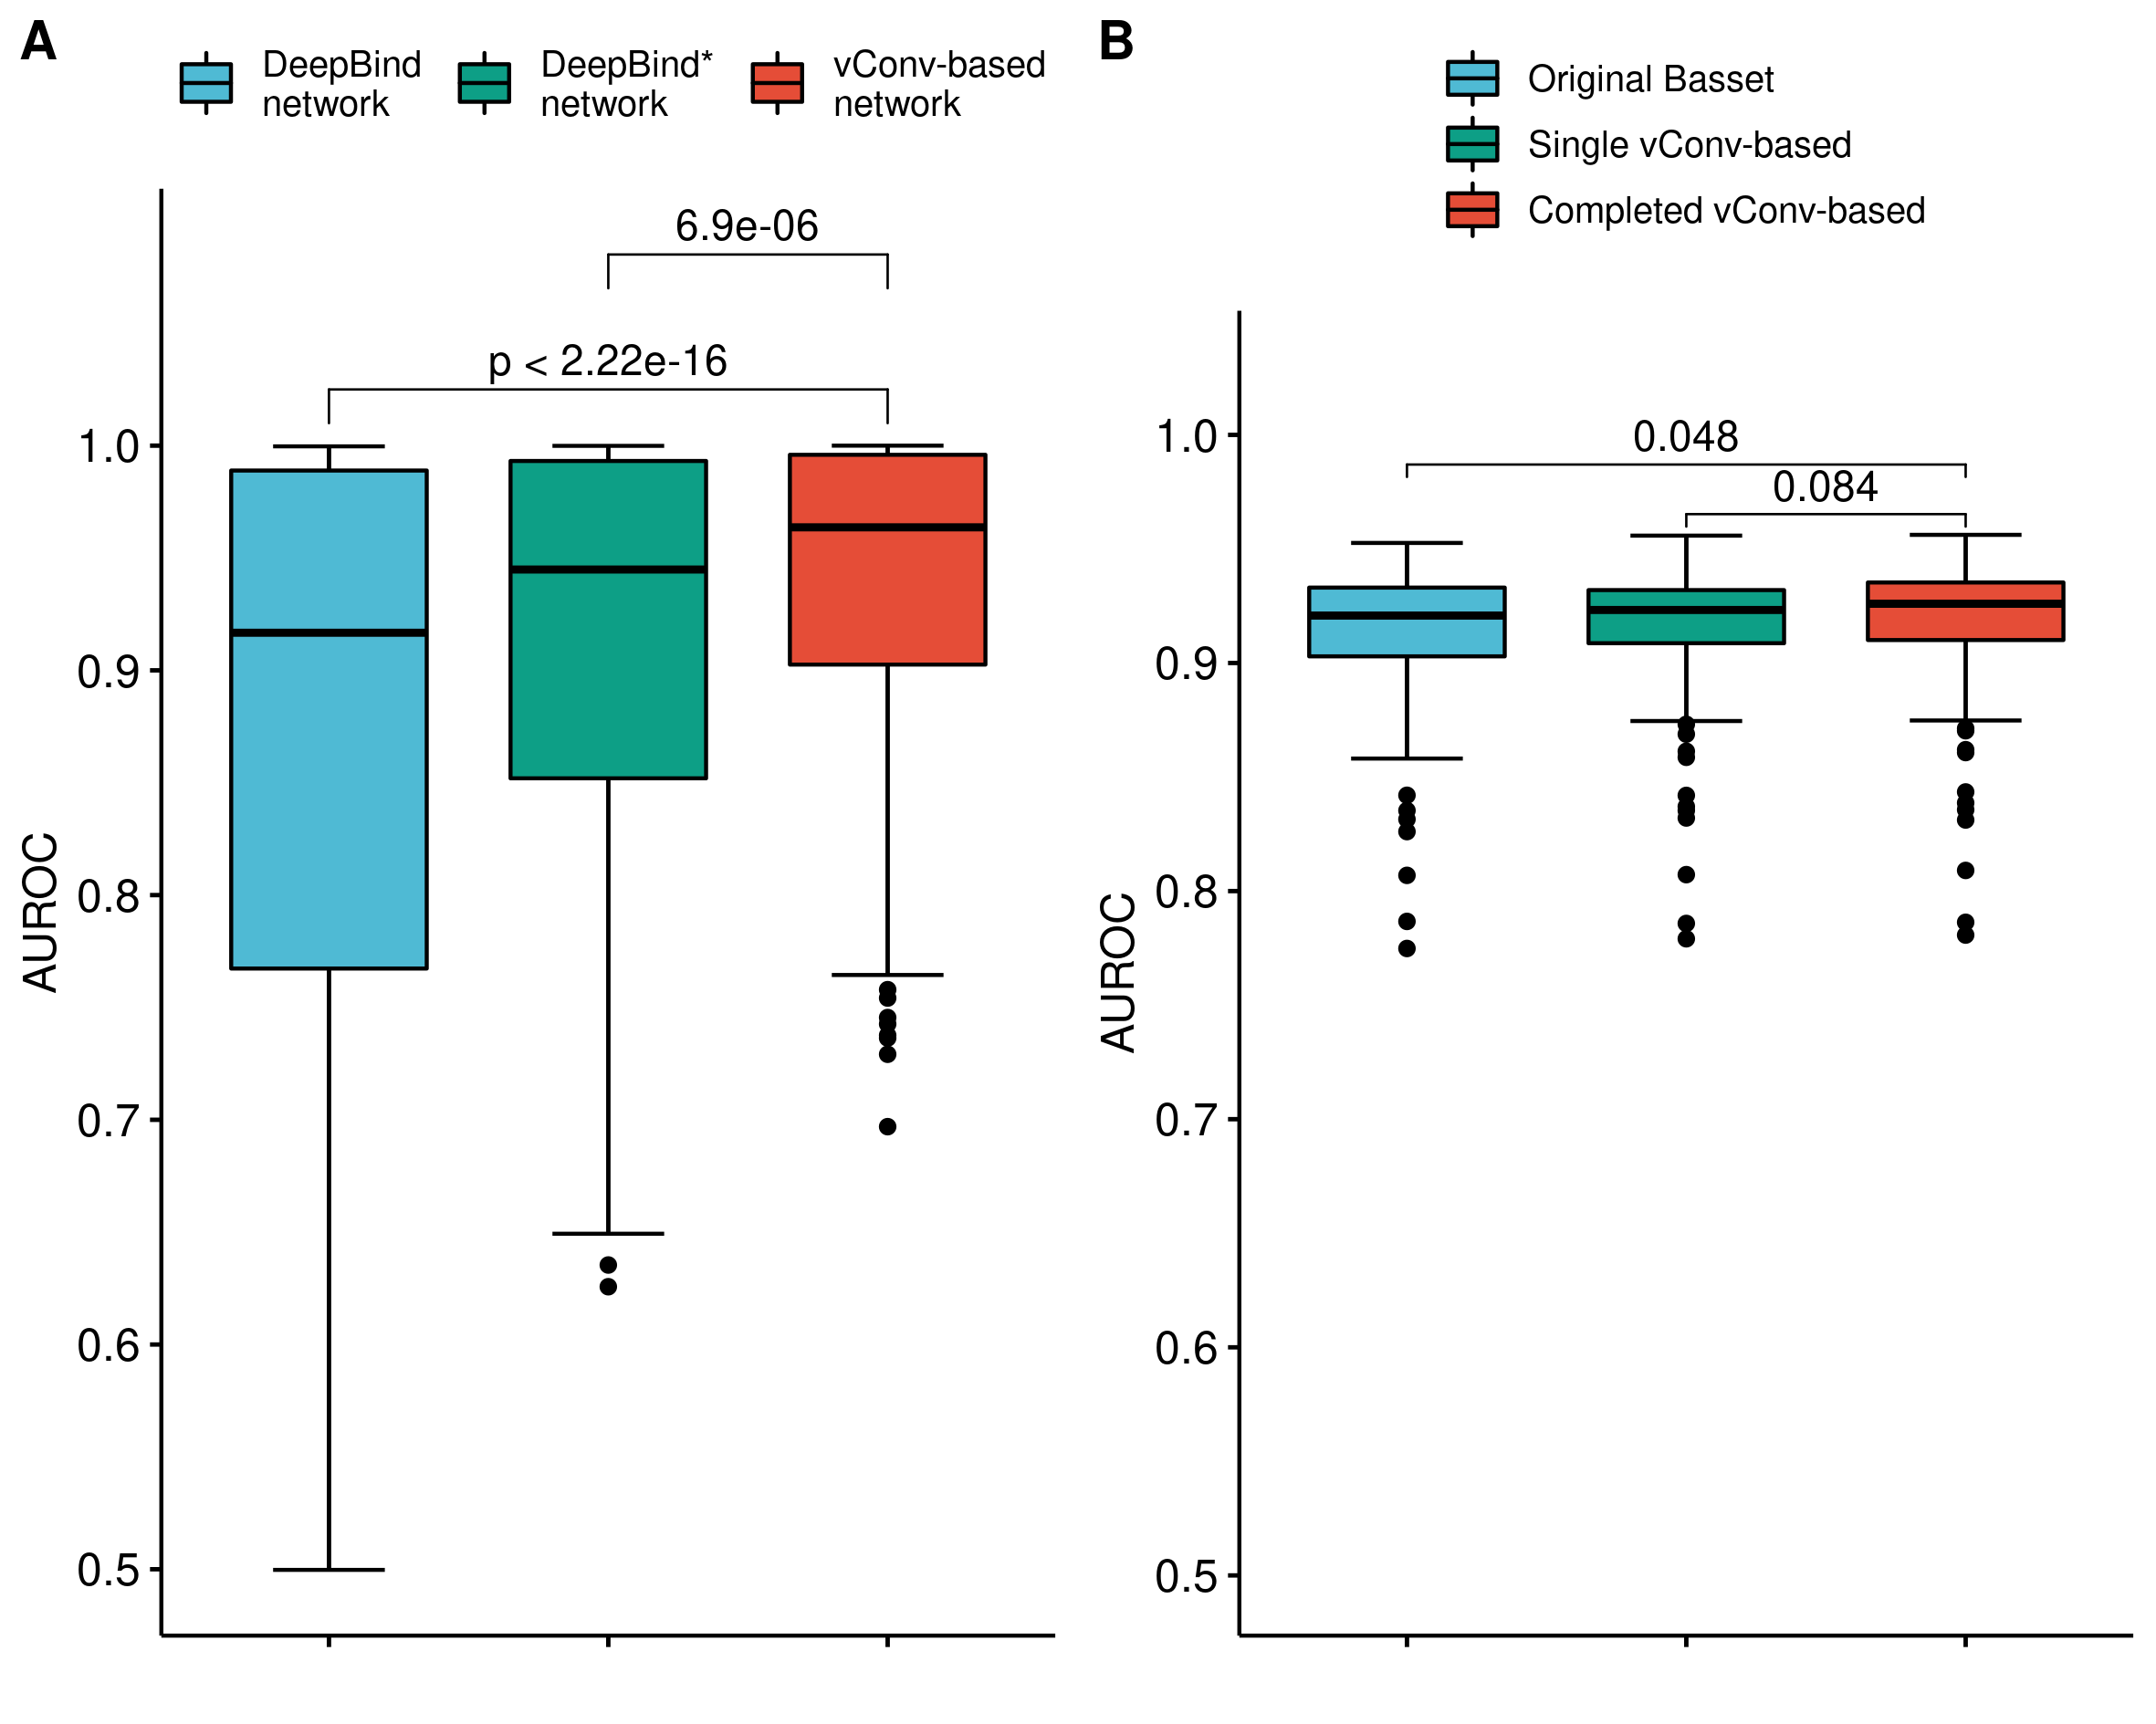 A
DeepBind
network
DeepBind*
network
vConv-based
network
6.9e-06
p < 2.22e-16
1.0
0.9
0.8
0.7
0.6
0.5
AUROC
B
Original Basset
Single vConv-based
Completed vConv-based
0.048
0.084
1.0
0.9
0.8
0.7
0.6
0.5
AUROC